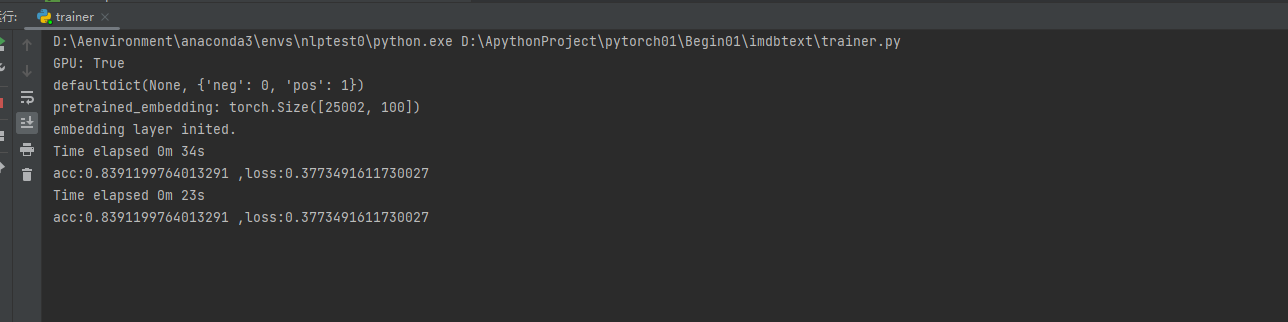 运行:
trainer
D:\Aenvironment\anaconda3\envs\nlptest0\python.exe D:\ApythonProject\pytorch01\Begin01\imdbtext\trainer.py
GPU: True
defaultdict(None, {'neg': 0, 'pos': 1})
pretrained_embedding: torch.Size([25002, 100])
embedding layer inited.
Time elapsed 0m 34s
acc:0.8391199764013291 ,loss:0.3773491611730027
Time elapsed 0m 23s
acc:0.8391199764013291 ,loss:0.3773491611730027